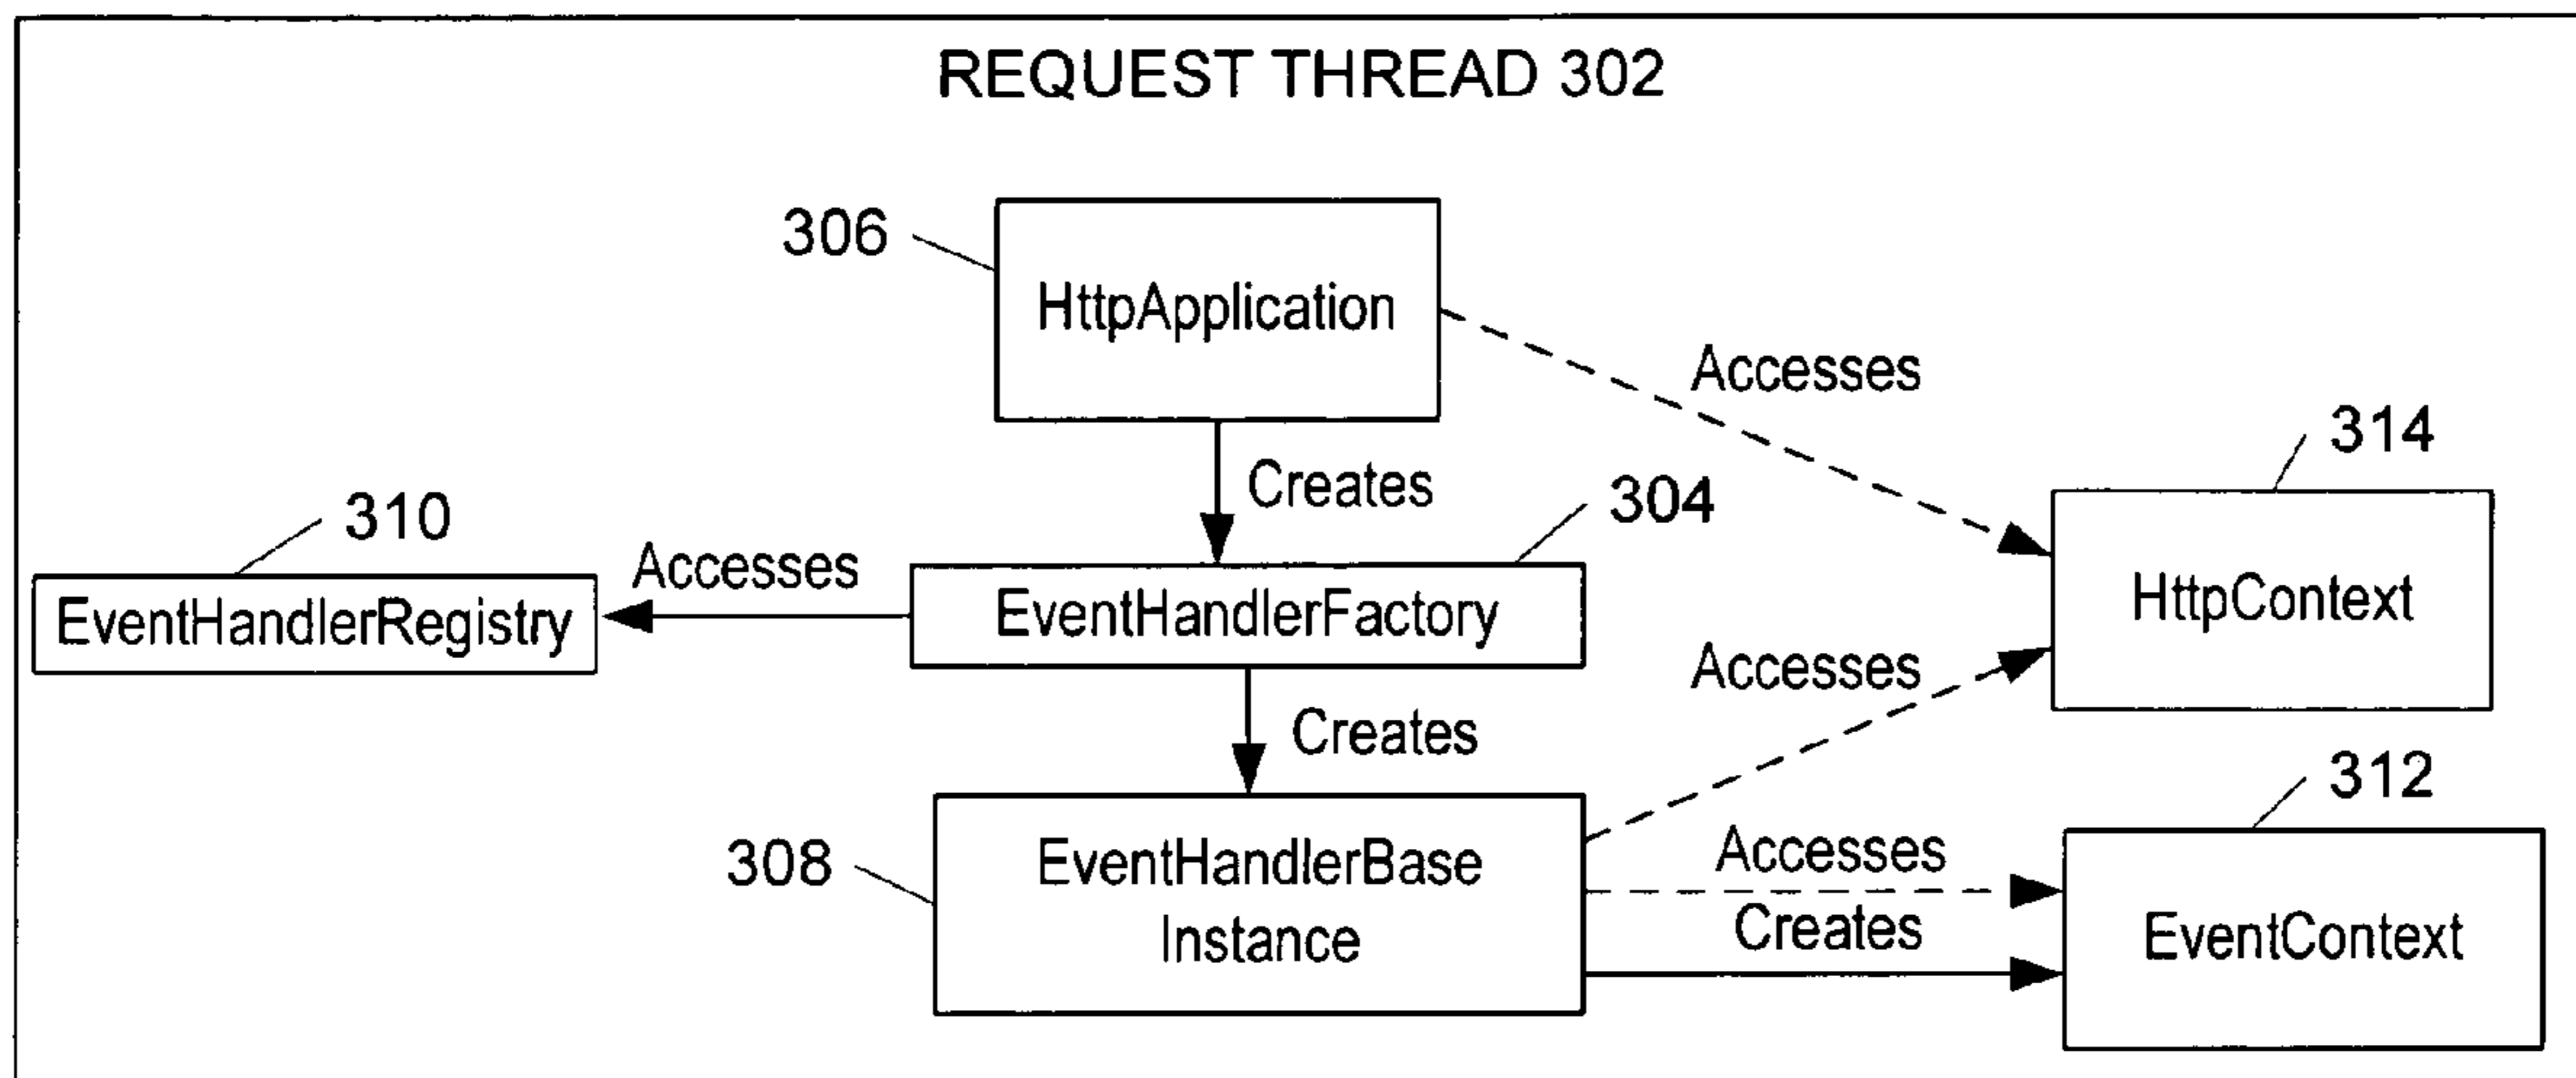 REQUEST THREAD 302
306
HttpApplication
Accesses
314
Creates
304
310
Accesses
EventHandlerRegistry
EventHandlerFactory
HttpContext
Accesses
Creates
312
308
EventHandlerBase
Instance
Accesses
Creates
EventContext